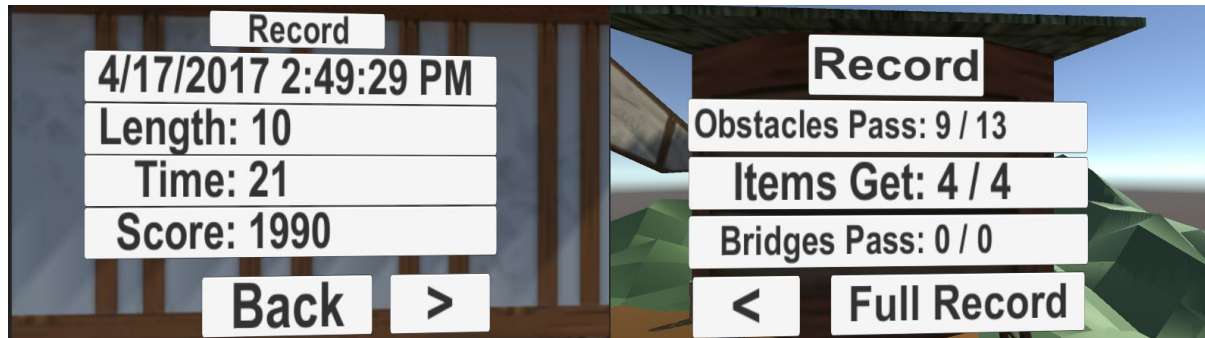 Record
4/17/2017 2:49:29 PM
Length: 10
Time: 21
Score: 1990
Back
>
Record
Obstacles Pass: 9 / 13
Items Get: 4 / 4
Bridges Pass: 0 / 0
<
Full Record